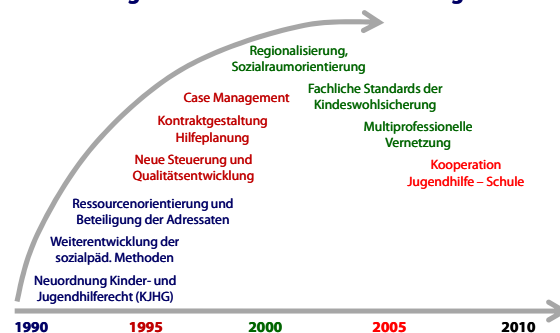 Regionalisierung,
Sozialraumorientierung
Fachliche Standards der
Kindeswohlsicherung
Case Management
Kontraktgestaltung
Hilfeplanung
Multiprofessionelle
Vernetzung
Neue Steuerung und
Qualitätsentwicklung
Kooperation
Jugendhilfe – Schule
Ressourcenorientierung und
Beteiligung der Adressaten
Weiterentwicklung der
sozialpäd. Methoden
Neuordnung Kinder- und
Jugendhilferecht (KJHG)
1990 1995 2000 2005 2010